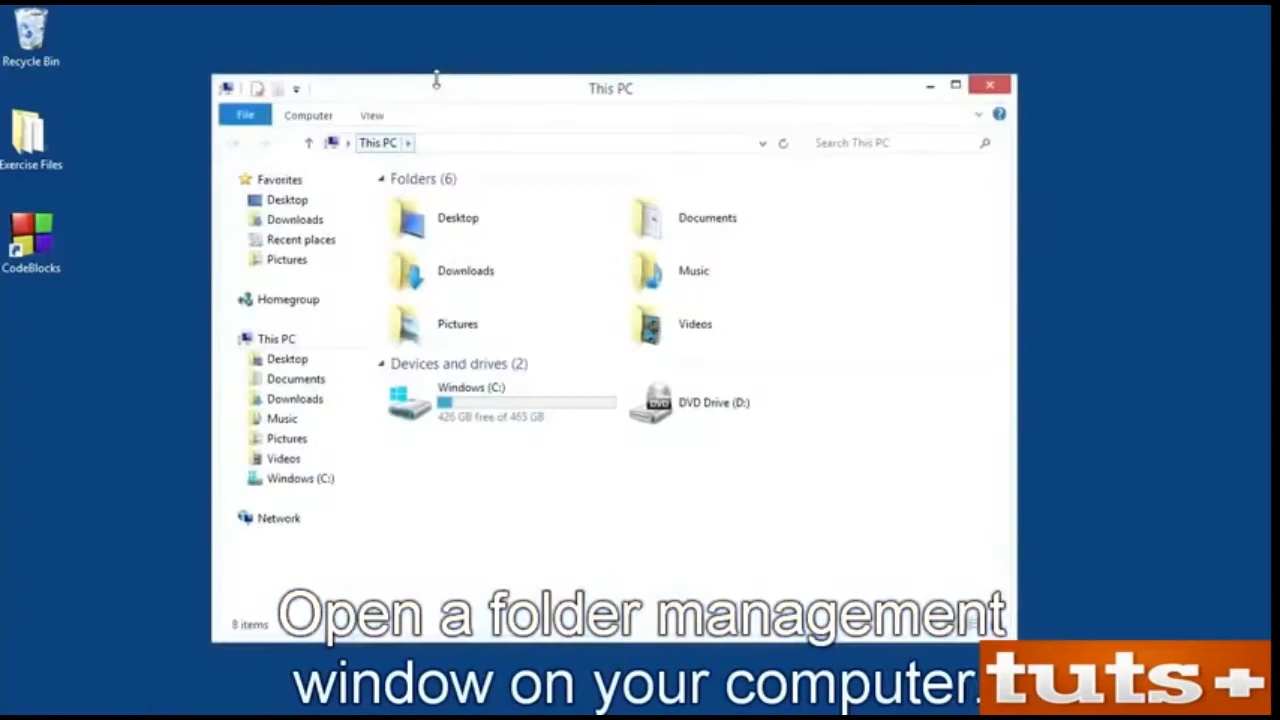 Recycle Bin
Exercise Files
CodeBlocks
This PC
File
Computer
View
This PC
Search This PC
Favorites
Desktop
Downloads
Recent places
Pictures
Homegroup
This PC
Desktop
Documents
Downloads
Music
Pictures
Videos
Windows (C:)
Network
Folders (6)
Desktop
Documents
Downloads
Music
Pictures
Videos
Devices and drives (2)
Windows (C:)
426 GB free of 465 GB
DVD
DVD Drive (D:)
8 items
Open a folder management
window on your computer.
tuts+